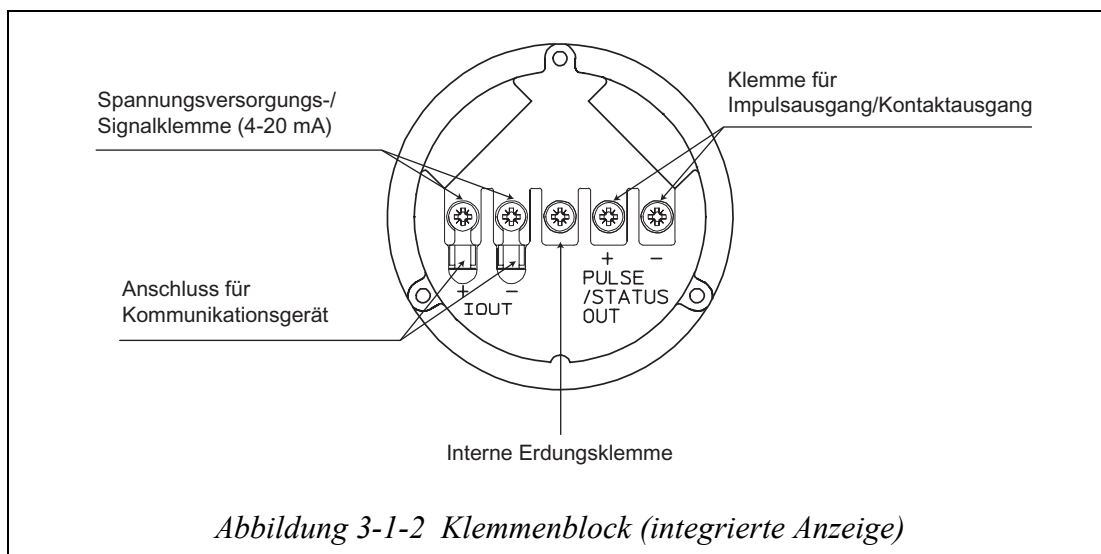 Spannungsversorgungs-/
Signalklemme (4-20 mA)
Klemme für
Impulsausgang/Kontaktausgang
Anschluss für
Kommunikationsgerät
+ -
IOUT
+ -
PULSE
/STATUS
OUT
Interne Erdungsklemme
Abbildung 3-1-2 Klemmenblock (integrierte Anzeige)